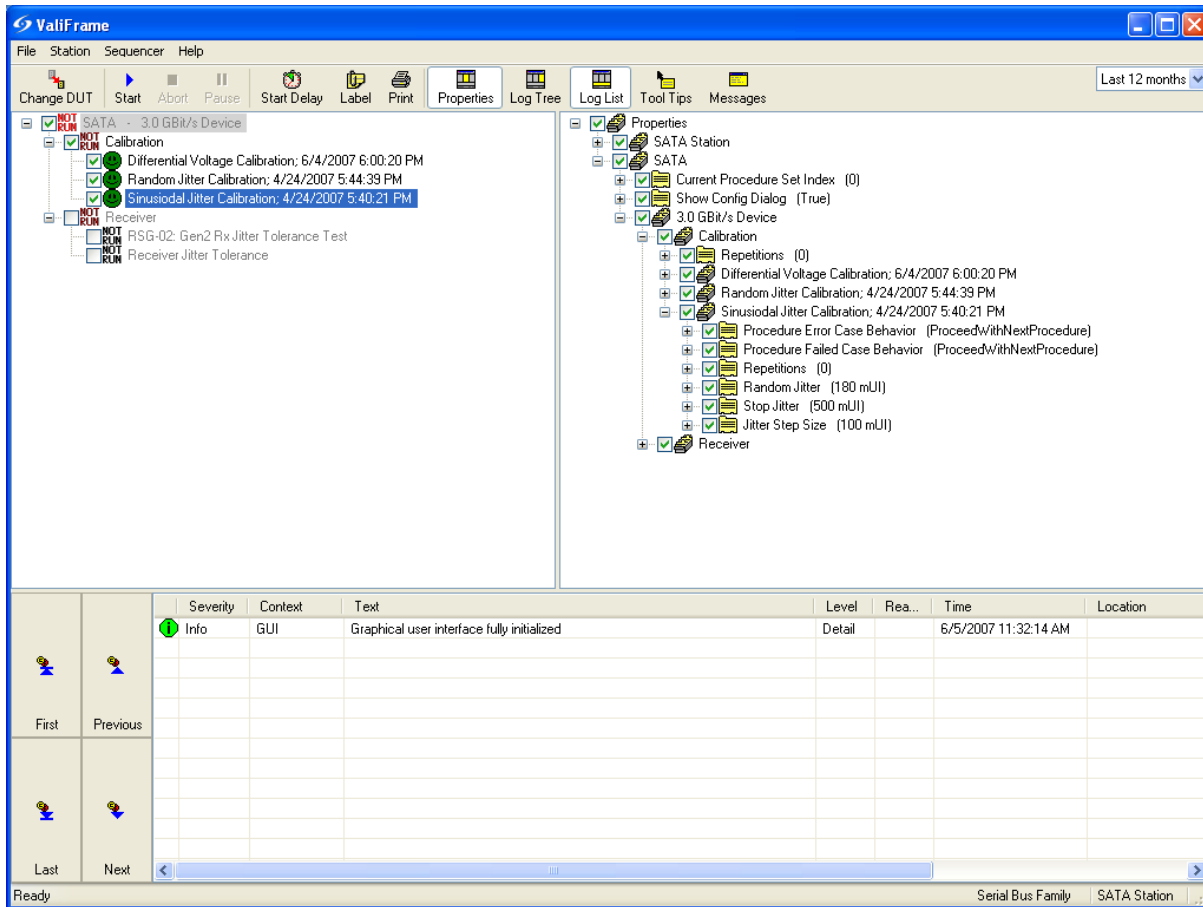 ValiFrame
File Station Sequencer Help
Change DUT Start Abort Pause Start Delay Label Print Properties Log Tree Log List Tool Tips Messages Last 12 months
NOT RUN SATA - 3.0 GBit/s Device
NOT RUN Calibration
Differential Voltage Calibration; 6/4/2007 6:00:20 PM
Random Jitter Calibration; 4/24/2007 5:44:39 PM
Sinusiodal Jitter Calibration; 4/24/2007 5:40:21 PM
NOT RUN Receiver
NOT RUN RSG-02: Gen2 Rx Jitter Tolerance Test
NOT RUN Receiver Jitter Tolerance
Properties
SATA Station
SATA
Current Procedure Set Index (0)
Show Config Dialog (True)
3.0 GBit/s Device
Calibration
Repetitions (0)
Differential Voltage Calibration; 6/4/2007 6:00:20 PM
Random Jitter Calibration; 4/24/2007 5:44:39 PM
Sinusiodal Jitter Calibration; 4/24/2007 5:40:21 PM
Procedure Error Case Behavior (ProceedWithNextProcedure)
Procedure Failed Case Behavior (ProceedWithNextProcedure)
Repetitions (0)
Random Jitter (180 mUI)
Stop Jitter (500 mUI)
Jitter Step Size (100 mUI)
Receiver
First Previous
Last Next
Severity Context Text Level Rea... Time Location
Info GUI Graphical user interface fully initialized Detail 6/5/2007 11:32:14 AM
Ready Serial Bus Family SATA Station